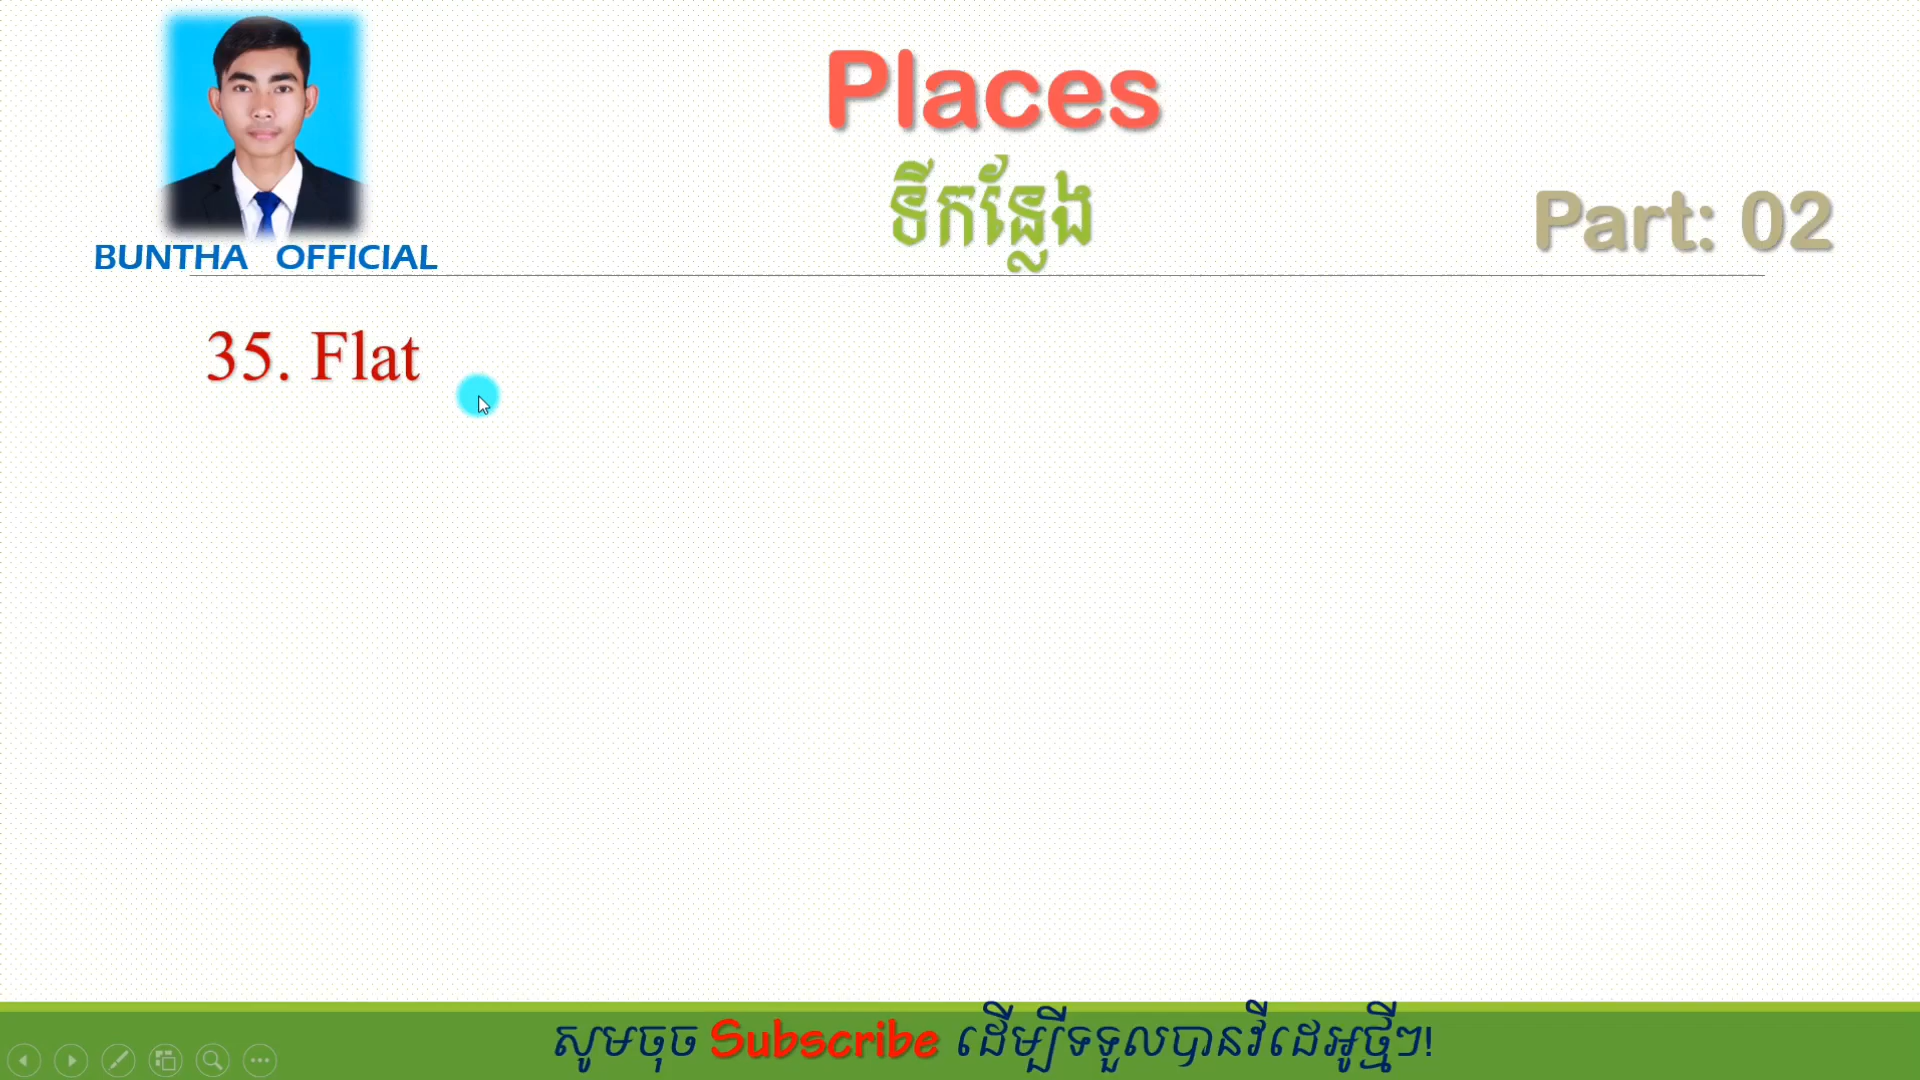 Places
ទីកន្លែង
Part: 02
BUNTHA OFFICIAL
35. Flat
សូមចុច Subscribe ដើម្បីទទួលបានវីដេអូថ្មីៗ!